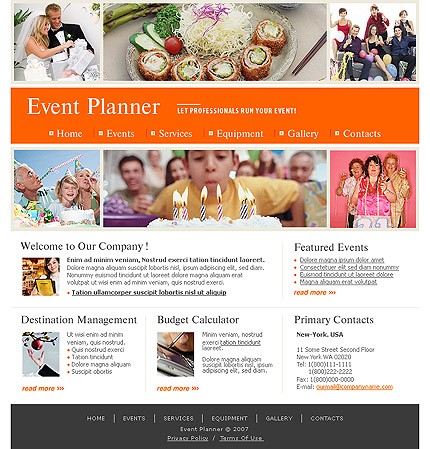 Event Planner
LET PROFESSIONALS RUN YOUR EVENT!
Home Events Services Equipment Gallery Contacts
Welcome to Our Company !
Enim ad minim veniam, Nostrud exerci tation tincidunt laoreet.
Dolore magna aliquam suscipit lobortis nisl, ipsum adipiscing elit, sed diam.
Nonummy euismod tincidunt ut laoreet dolore magna aliquam erat
volutpat ut wisi enim ad minim veniam, quis nostrud exerci
Tation ullamcorper suscipit lobortis nisl ut aliquip
Featured Events
Dolore magna ipsum dolor amet
Consectetuer elit sed diam nonummy
Euismod tincidunt ut laoreet dolore
Magna aliquam erat volutpat
read more >>>
Destination Management
Ut wisi enim ad minim
veniam, quis nostrud.
Quis nostrud exerci
Tation tincidunt
Dolore magna aliquam
Suscipit lobortis
read more >>>
Budget Calculator
Minim veniam, nostrud
exerci tation tincidunt
laoreet.
Dolore magna aliquam
suscipit lobortis nisl
read more >>>
Primary Contacts
New-York. USA
11 Some Street Second Floor
New York WA 02020
Tel: 1(800)111-1111
1(800)222-2222
Fax: 1(800)000-0000
E-mail: ourmail@companyname.com
HOME | EVENTS | SERVICES | EQUIPMENT | GALLERY | CONTACTS
Event Planner © 2007
Privacy Policy / Terms Of Use